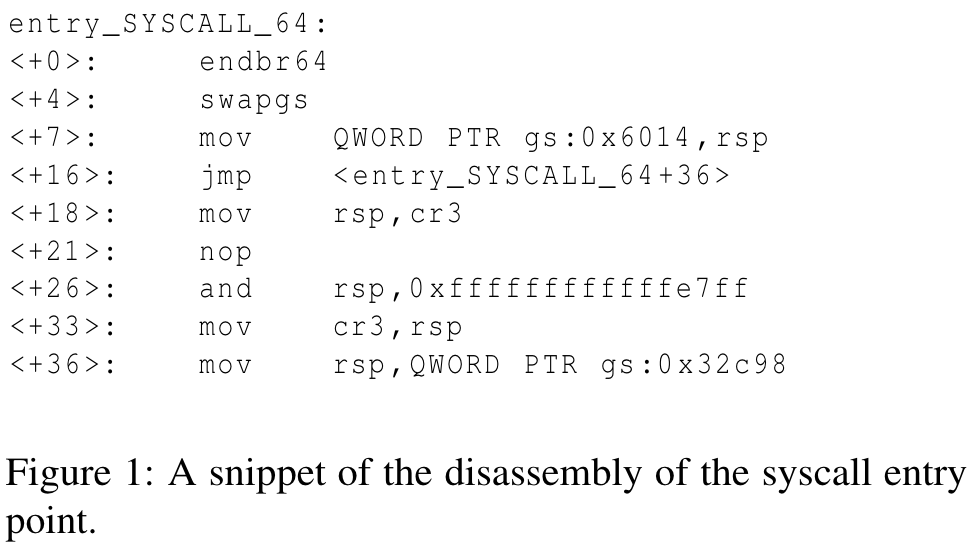 entry_SYSCALL_64:
<+0>: endbr64
<+4>: swapgs
<+7>: mov QWORD PTR gs:0x6014,rsp
<+16>: jmp <entry_SYSCALL_64+36>
<+18>: mov rsp,cr3
<+21>: nop
<+26>: and rsp,0xffffffffffffe7ff
<+33>: mov cr3,rsp
<+36>: mov rsp,QWORD PTR gs:0x32c98
Figure 1: A snippet of the disassembly of the syscall entry
point.